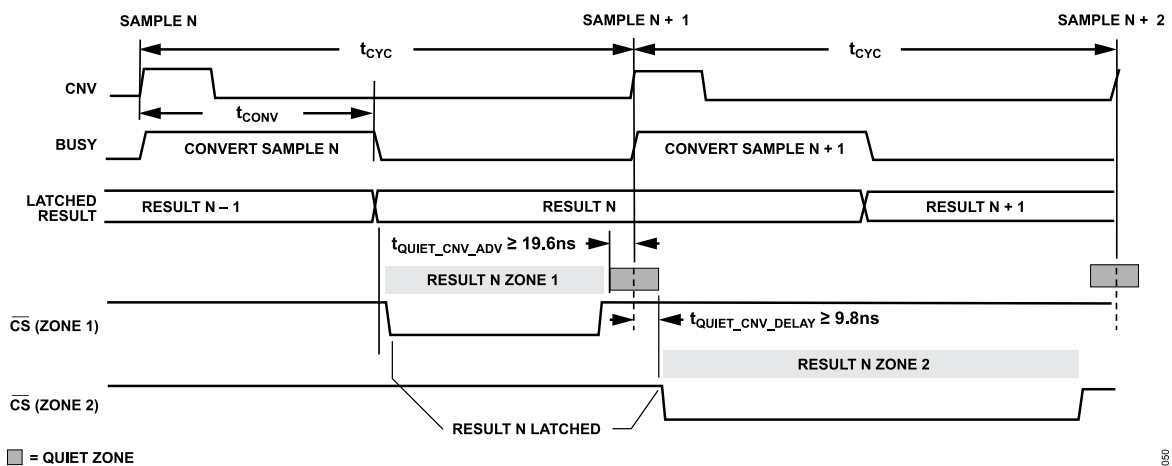 SAMPLE N
SAMPLE N + 1
SAMPLE N + 2
tCYC
tCYC
CNV
tCONV
BUSY
CONVERT SAMPLE N
CONVERT SAMPLE N + 1
LATCHED
RESULT
RESULT N – 1
RESULT N
RESULT N + 1
tQUIET_CNV_ADV ≥ 19.6ns
RESULT N ZONE 1
CS (ZONE 1)
tQUIET_CNV_DELAY ≥ 9.8ns
RESULT N ZONE 2
CS (ZONE 2)
RESULT N LATCHED
= QUIET ZONE
050